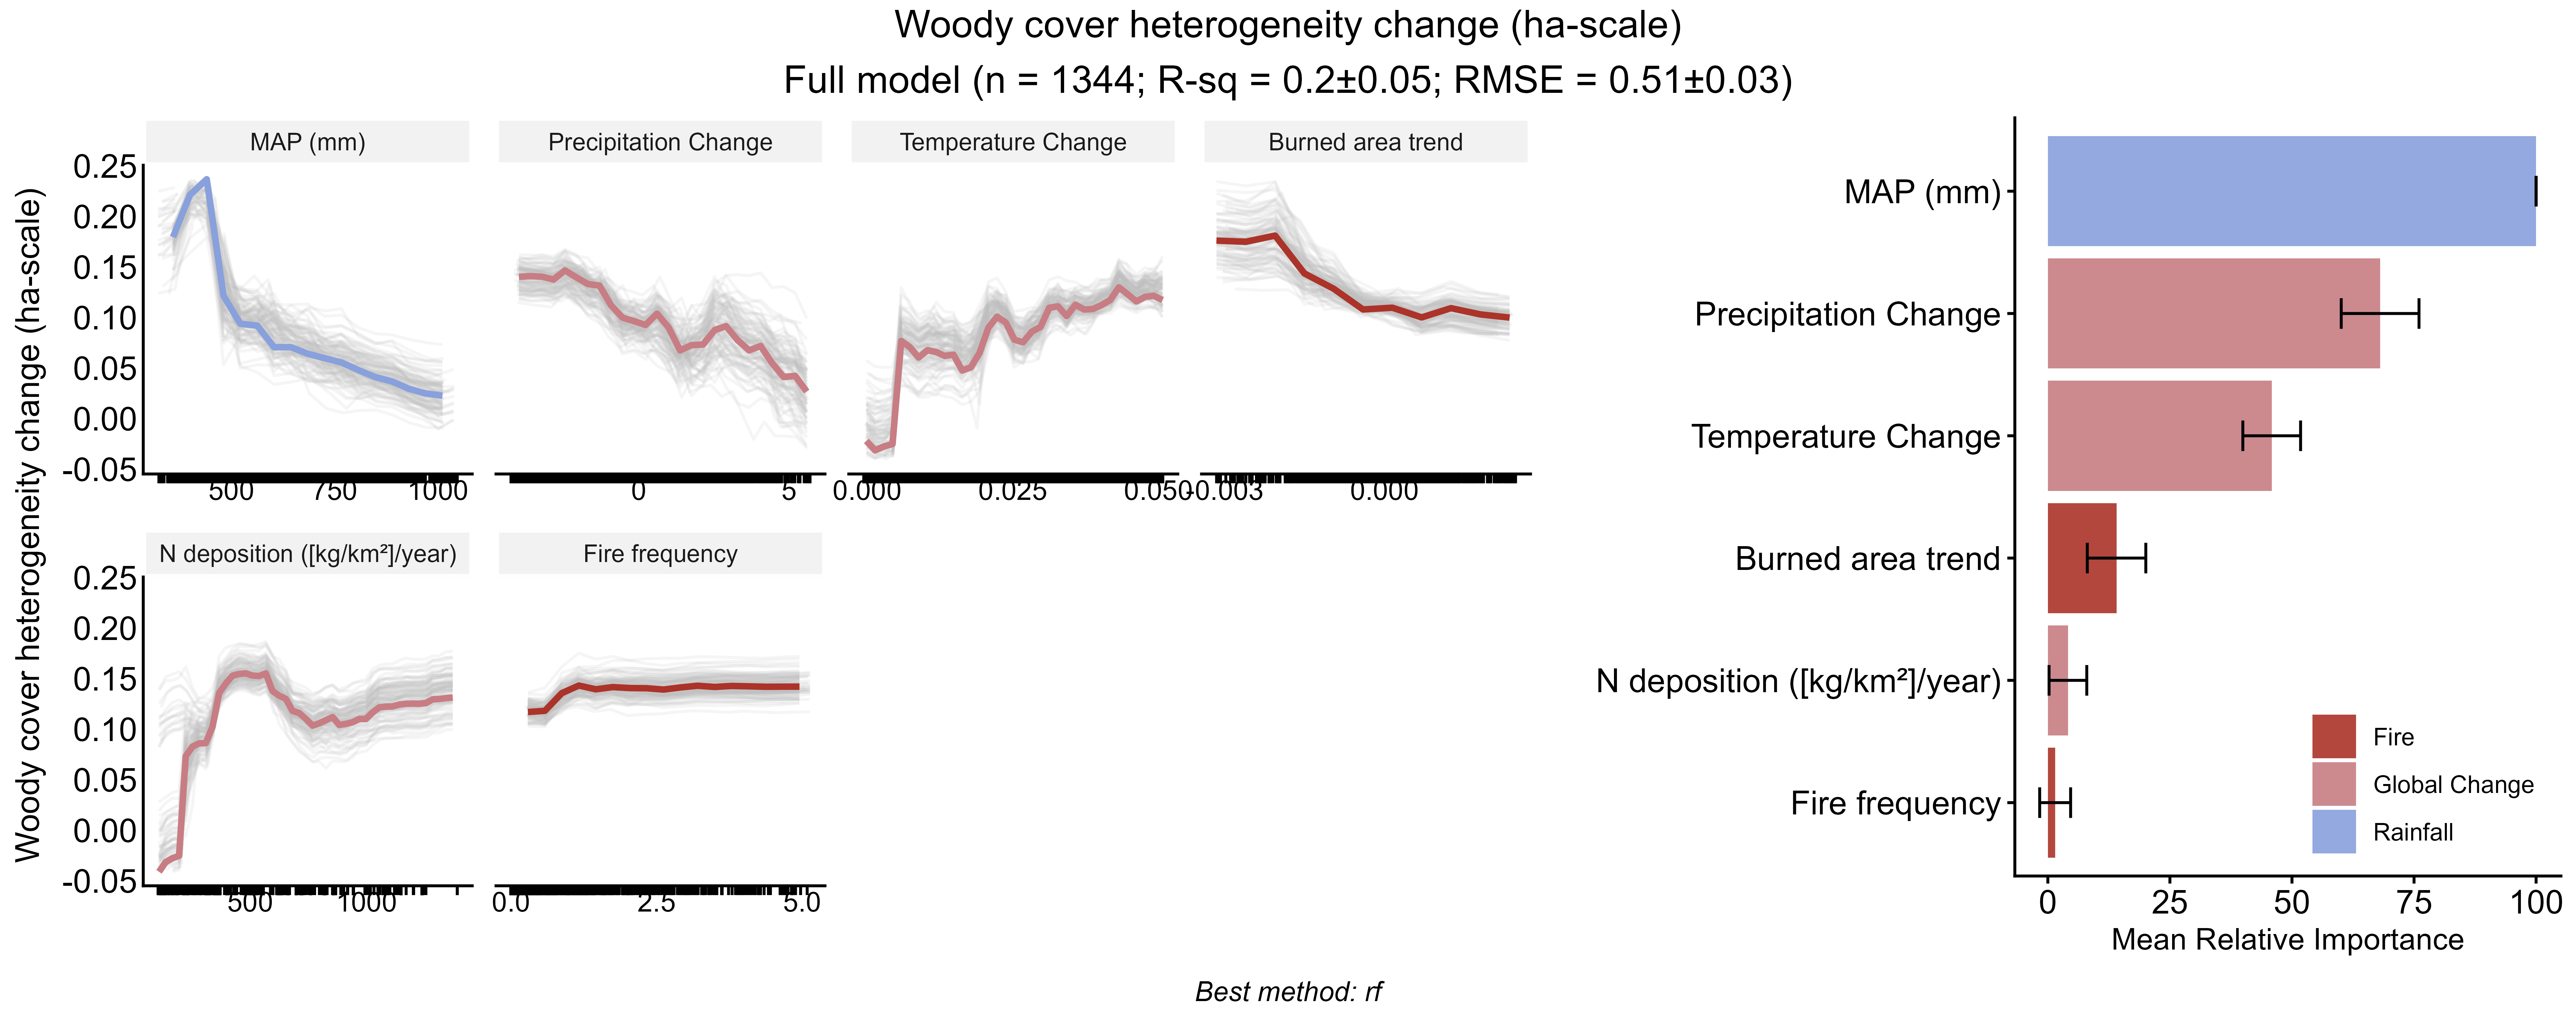 Woody cover heterogeneity change (ha-scale)
Full model (n = 1344; R-sq = 0.2±0.05; RMSE = 0.51±0.03)
Woody cover heterogeneity change (ha-scale)
MAP (mm)
Precipitation Change
Temperature Change
Burned area trend
0.25
0.20
0.15
0.10
0.05
0.00
-0.05
500 750 1000
0 5
0.000 0.025 0.050
-0.003 0.000
N deposition ([kg/km²]/year)
Fire frequency
0.25
0.20
0.15
0.10
0.05
0.00
-0.05
500 1000
0.0 2.5 5.0
MAP (mm)
Precipitation Change
Temperature Change
Burned area trend
N deposition ([kg/km²]/year)
Fire frequency
Fire
Global Change
Rainfall
0 25 50 75 100
Mean Relative Importance
Best method: rf